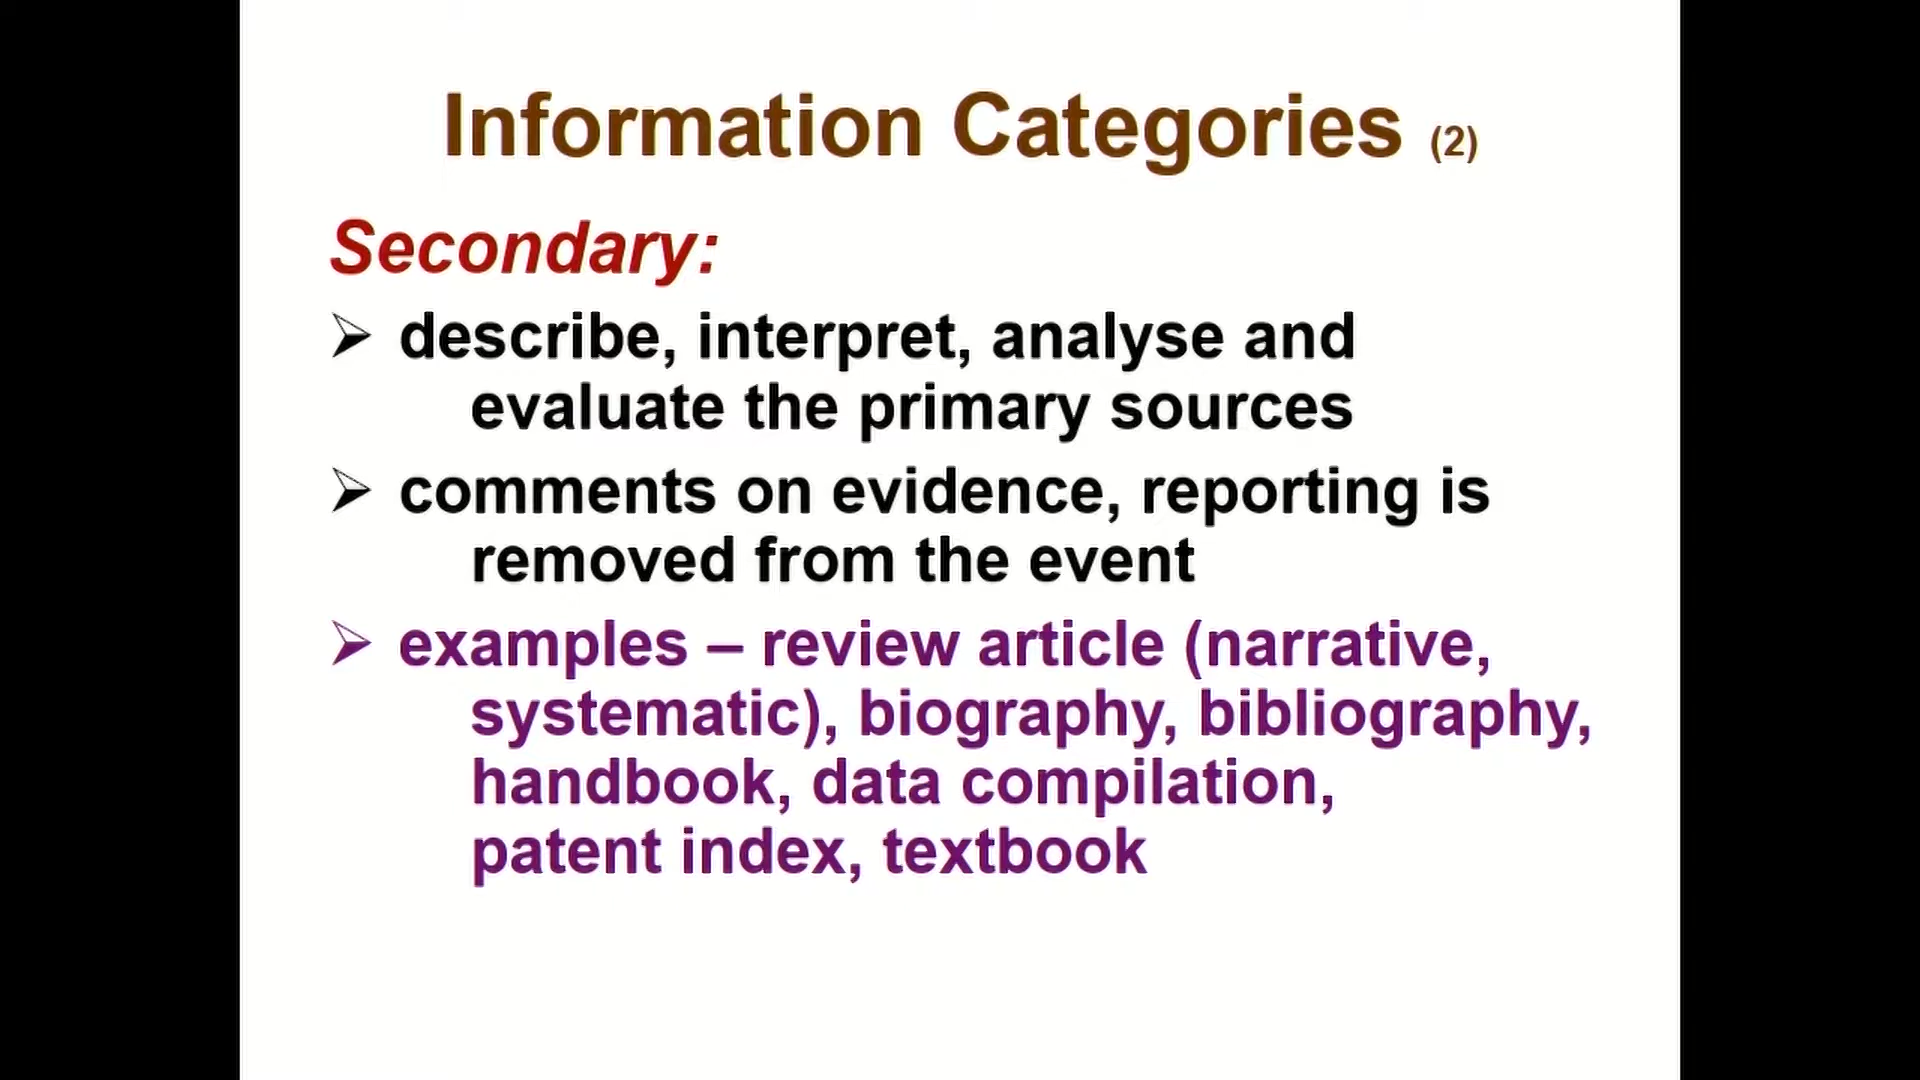 Information Categories (2)
Secondary:
➢ describe, interpret, analyse and
evaluate the primary sources
➢ comments on evidence, reporting is
removed from the event
➢ examples – review article (narrative,
systematic), biography, bibliography,
handbook, data compilation,
patent index, textbook